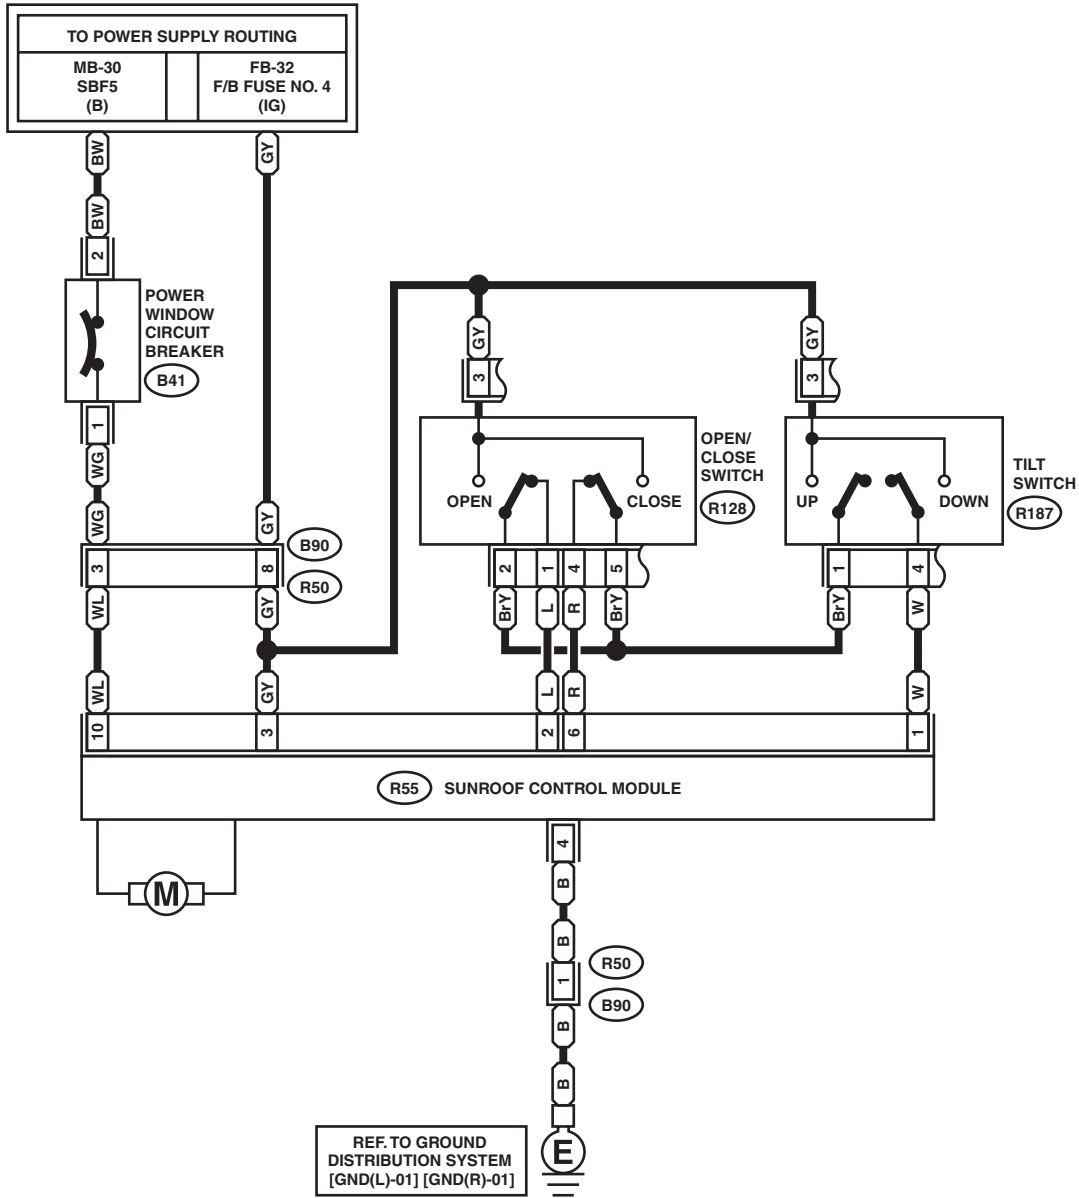 TO POWER SUPPLY ROUTING
MB-30
SBF5
(B)
FB-32
F/B FUSE NO. 4
(IG)
BW
GY
BW
2
POWER
WINDOW
CIRCUIT
BREAKER
B41
1
WG
WG
GY
B90
3
8
R50
WL
GY
WL
GY
GY
3
GY
3
OPEN
CLOSE
OPEN/
CLOSE
SWITCH
R128
UP
DOWN
TILT
SWITCH
R187
2
1
4
5
1
4
BrY
L
R
BrY
BrY
W
L
R
W
10
3
2
6
1
R55
SUNROOF CONTROL MODULE
M
4
B
B
R50
1
B90
B
B
E
REF. TO GROUND
DISTRIBUTION SYSTEM
[GND(L)-01] [GND(R)-01]